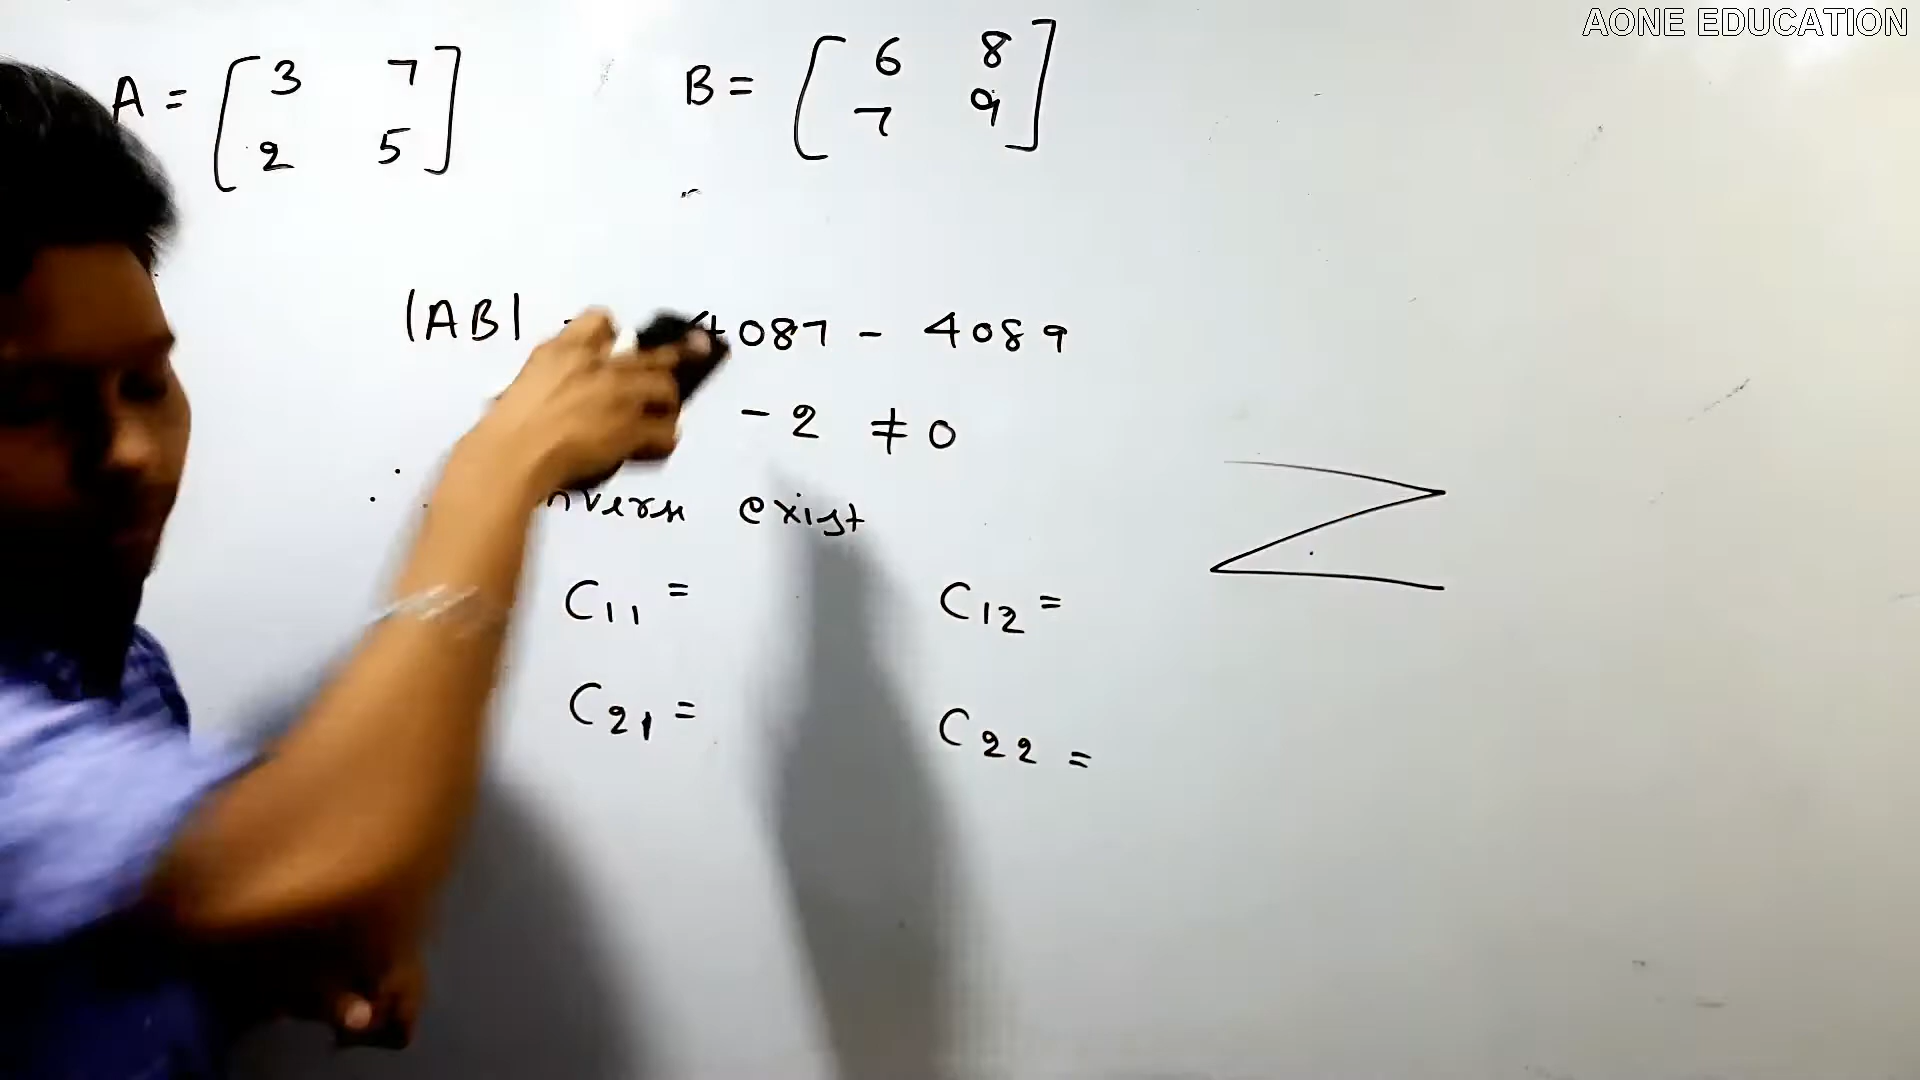 AONE EDUCATION
A = [ 3 7
2 5 ]
B = [ 6 8
7 9 ]
|AB| 4087 - 4089
- 2 ≠ 0
exist
C11 = C12 =
C21 = C22 =